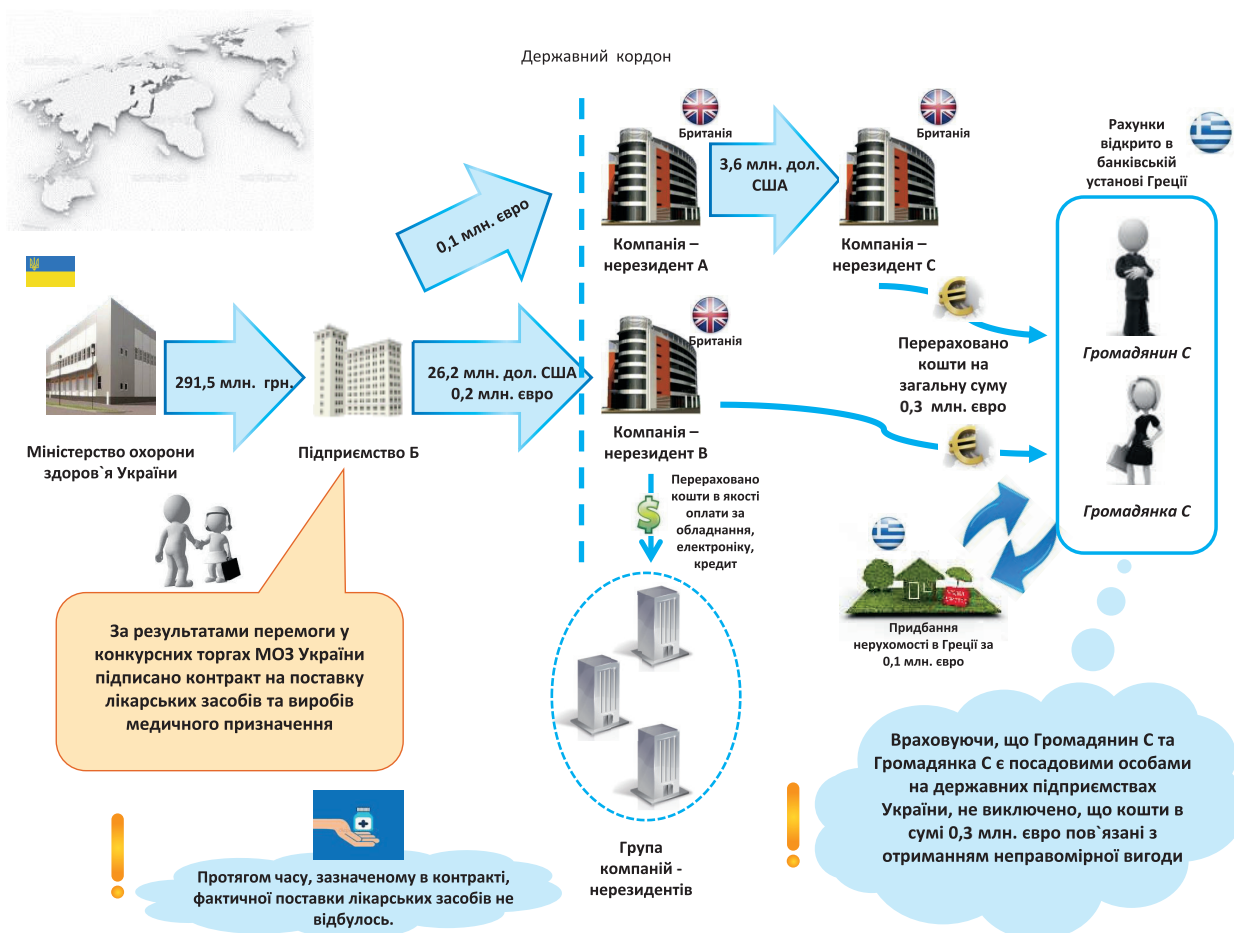 Державний кордон
Британія
Британія
Рахунки
відкрито в
банківській
установі Греції
3,6 млн. дол.
США
0,1 млн. євро
Компанія –
нерезидент А
Компанія –
нерезидент С
Британія
291,5 млн. грн.
26,2 млн. дол. США
0,2 млн. євро
Перераховано
кошти на
загальну суму
0,3 млн. євро
Громадянин С
Міністерство охорони
здоров`я України
Підприємство Б
Компанія –
нерезидент В
Перераховано
кошти в якості
оплати за
обладнання,
електроніку,
кредит
Громадянка С
Придбання
нерухомості в Греції за
0,1 млн. євро
За результатами перемоги у
конкурсних торгах МОЗ України
підписано контракт на поставку
лікарських засобів та виробів
медичного призначення
Враховуючи, що Громадянин С та
Громадянка С є посадовими особами
на державних підприємствах
України, не виключено, що кошти в
сумі 0,3 млн. євро пов`язані з
отриманням неправомірної вигоди
Група
компаній -
нерезидентів
Протягом часу, зазначеному в контракті,
фактичної поставки лікарських засобів не
відбулось.